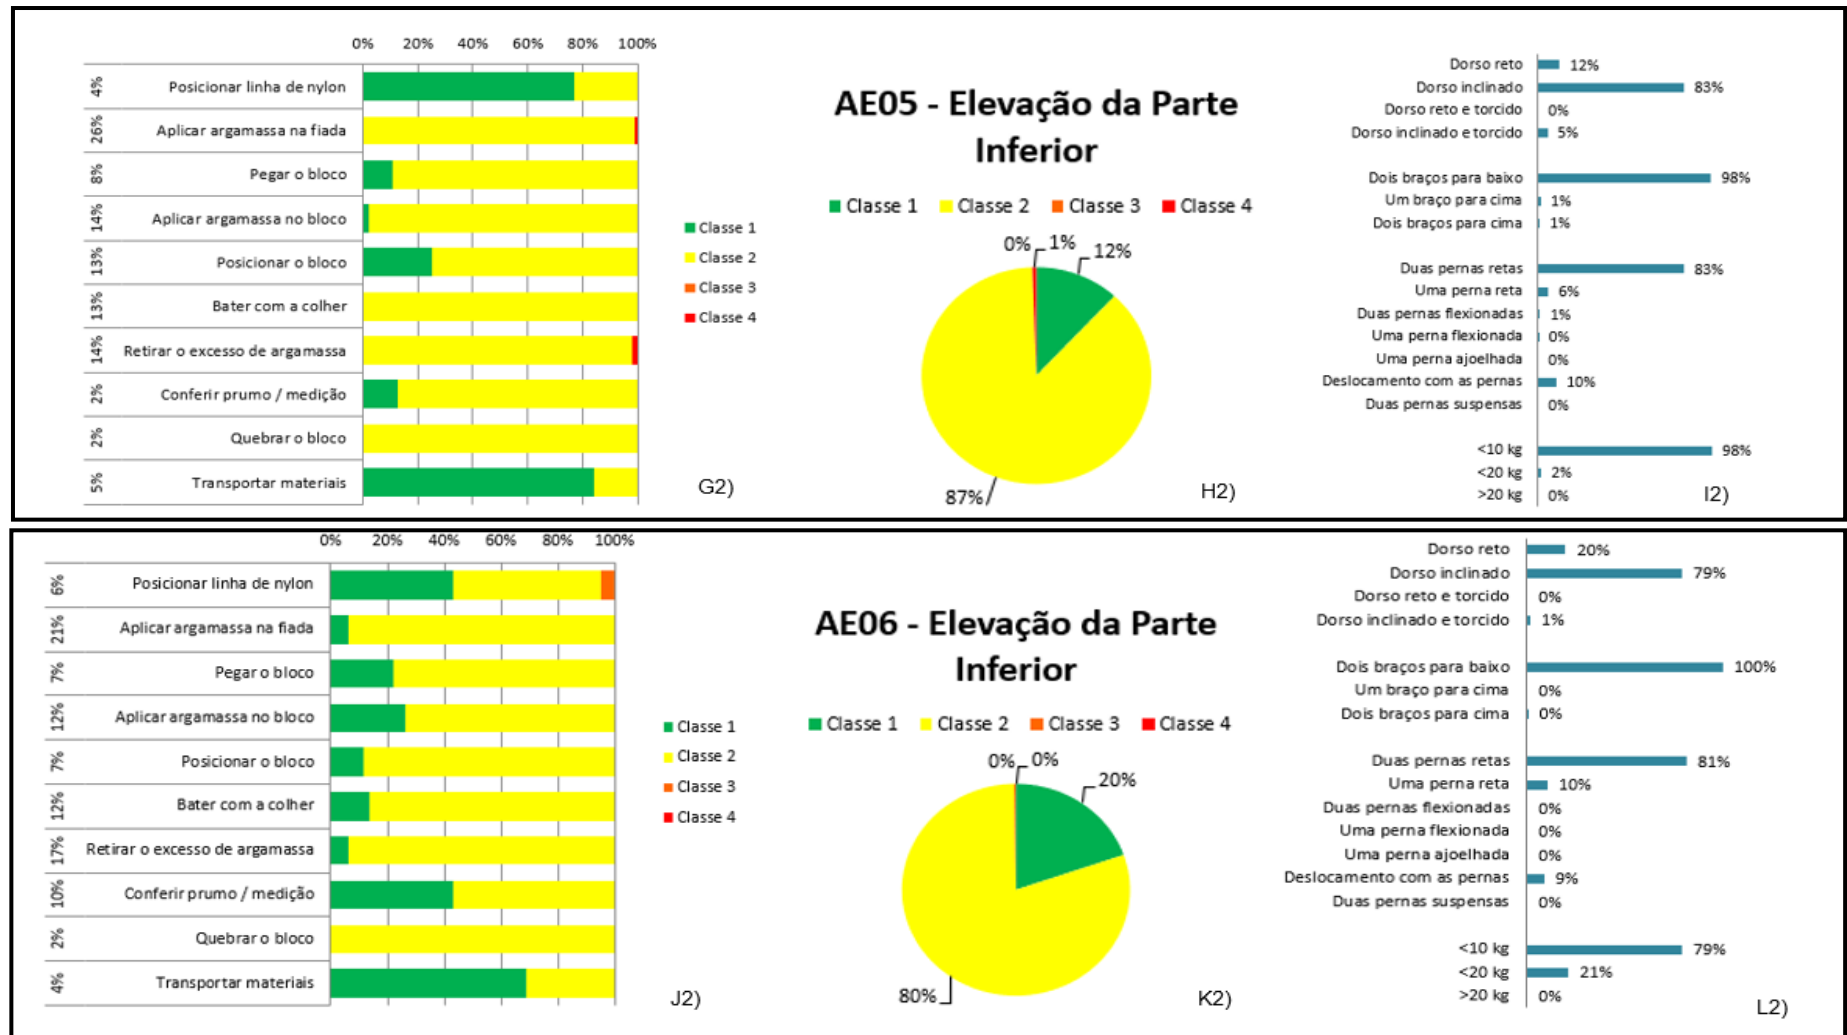 0% 20% 40% 60% 80% 100%
4% Posicionar linha de nylon
26% Aplicar argamassa na fiada
8% Pegar o bloco
14% Aplicar argamassa no bloco
13% Posicionar o bloco
13% Bater com a colher
14% Retirar o excesso de argamassa
2% Conferir prumo / medição
2% Quebrar o bloco
5% Transportar materiais
Classe 1
Classe 2
Classe 3
Classe 4
G2)
AE05 - Elevação da Parte
Inferior
Classe 1 Classe 2 Classe 3 Classe 4
0% 1% 12%
87%
H2)
Dorso reto 12%
Dorso inclinado 83%
Dorso reto e torcido 0%
Dorso inclinado e torcido 5%
Dois braços para baixo 98%
Um braço para cima 1%
Dois braços para cima 1%
Duas pernas retas 83%
Uma perna reta 6%
Duas pernas flexionadas 1%
Uma perna flexionada 0%
Uma perna ajoelhada 0%
Deslocamento com as pernas 10%
Duas pernas suspensas 0%
<10 kg 98%
<20 kg 2%
>20 kg 0%
I2)
0% 20% 40% 60% 80% 100%
6% Posicionar linha de nylon
21% Aplicar argamassa na fiada
7% Pegar o bloco
12% Aplicar argamassa no bloco
7% Posicionar o bloco
12% Bater com a colher
17% Retirar o excesso de argamassa
10% Conferir prumo / medição
2% Quebrar o bloco
4% Transportar materiais
Classe 1
Classe 2
Classe 3
Classe 4
J2)
AE06 - Elevação da Parte
Inferior
Classe 1 Classe 2 Classe 3 Classe 4
0% 0% 20%
80%
K2)
Dorso reto 20%
Dorso inclinado 79%
Dorso reto e torcido 0%
Dorso inclinado e torcido 1%
Dois braços para baixo 100%
Um braço para cima 0%
Dois braços para cima 0%
Duas pernas retas 81%
Uma perna reta 10%
Duas pernas flexionadas 0%
Uma perna flexionada 0%
Uma perna ajoelhada 0%
Deslocamento com as pernas 9%
Duas pernas suspensas 0%
<10 kg 79%
<20 kg 21%
>20 kg 0%
L2)